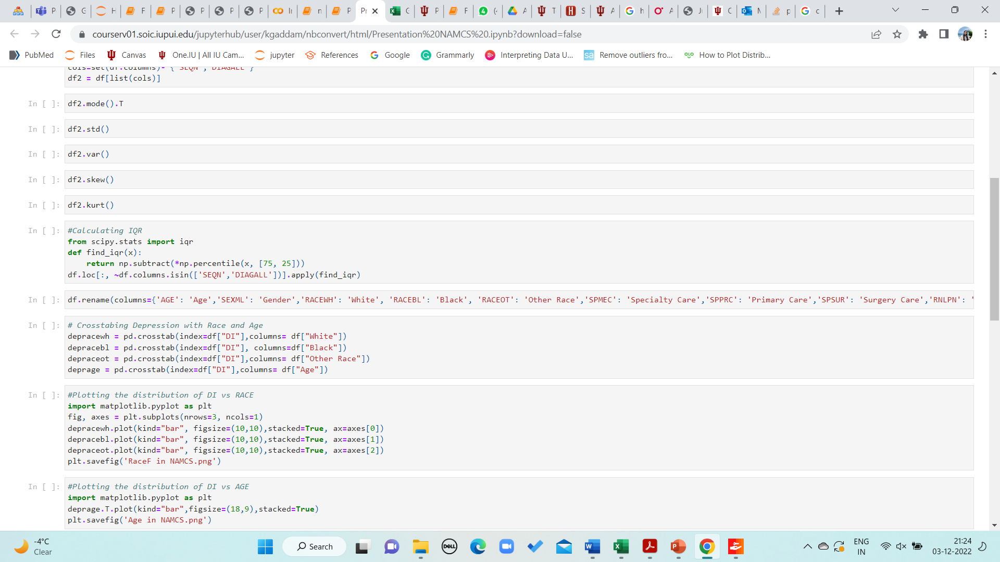 P
G
H
F
P
P
P
P
In
n
P
Pr
G
P
F
(4
A
T
S
A
h
A
Ju
C
M
p
c
courserv01.soic.iupui.edu/jupyterhub/user/kgaddam/nbconvert/html/Presentation%20NAMCS%20.ipynb?download=false
PubMed Files Canvas One.IU | All IU Cam... jupyter References Google Grammarly Interpreting Data U... Remove outliers fro... How to Plot Distrib...
cols=set(df.columns)- {'SEQN', 'DIAGALL'}
df2 = df[list(cols)]
In [ ]: df2.mode().T
In [ ]: df2.std()
In [ ]: df2.var()
In [ ]: df2.skew()
In [ ]: df2.kurt()
In [ ]: #Calculating IQR
from scipy.stats import iqr
def find_iqr(x):
    return np.subtract(*np.percentile(x, [75, 25]))
df.loc[:, ~df.columns.isin(['SEQN','DIAGALL'])].apply(find_iqr)
In [ ]: df.rename(columns={'AGE': 'Age','SEXML': 'Gender','RACEWH': 'White', 'RACEBL': 'Black', 'RACEOT': 'Other Race','SPMEC': 'Specialty Care','SPPRC': 'Primary Care','SPSUR': 'Surgery Care','RNLPN': '
In [ ]: # Crosstabing Depression with Race and Age
depracewh = pd.crosstab(index=df["DI"],columns= df["White"])
depracebl = pd.crosstab(index=df["DI"], columns=df["Black"])
depraceot = pd.crosstab(index=df["DI"],columns= df["Other Race"])
deprage = pd.crosstab(index=df["DI"],columns= df["Age"])
In [ ]: #Plotting the distribution of DI vs RACE
import matplotlib.pyplot as plt
fig, axes = plt.subplots(nrows=3, ncols=1)
depracewh.plot(kind="bar", figsize=(10,10),stacked=True, ax=axes[0])
depracebl.plot(kind="bar", figsize=(10,10),stacked=True, ax=axes[1])
depraceot.plot(kind="bar", figsize=(10,10),stacked=True, ax=axes[2])
plt.savefig('RaceF in NAMCS.png')
In [ ]: #Plotting the distribution of DI vs AGE
import matplotlib.pyplot as plt
deprage.T.plot(kind="bar",figsize=(18,9),stacked=True)
plt.savefig('Age in NAMCS.png')
-4°C
Clear
Search
ENG
IN
21:24
03-12-2022